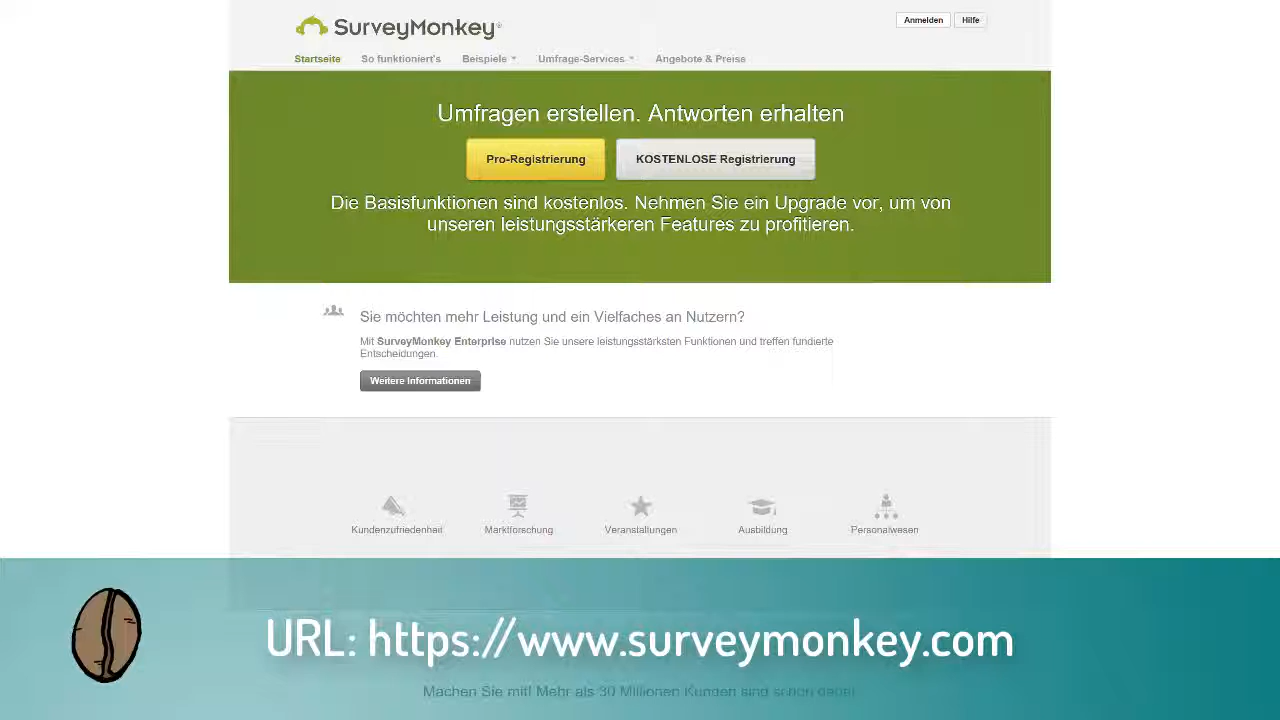 SurveyMonkey®
Anmelden Hilfe
Startseite So funktioniert's Beispiele Umfrage-Services Angebote & Preise
Umfragen erstellen. Antworten erhalten
Pro-Registrierung KOSTENLOSE Registrierung
Die Basisfunktionen sind kostenlos. Nehmen Sie ein Upgrade vor, um von
unseren leistungsstärkeren Features zu profitieren.
Sie möchten mehr Leistung und ein Vielfaches an Nutzern?
Mit SurveyMonkey Enterprise nutzen Sie unsere leistungsstärksten Funktionen und treffen fundierte
Entscheidungen.
Weitere Informationen
Kundenzufriedenheit Marktforschung Veranstaltungen Ausbildung Personalwesen
URL: https://www.surveymonkey.com
Machen Sie mit! Mehr als 30 Millionen Kunden sind schon dabei